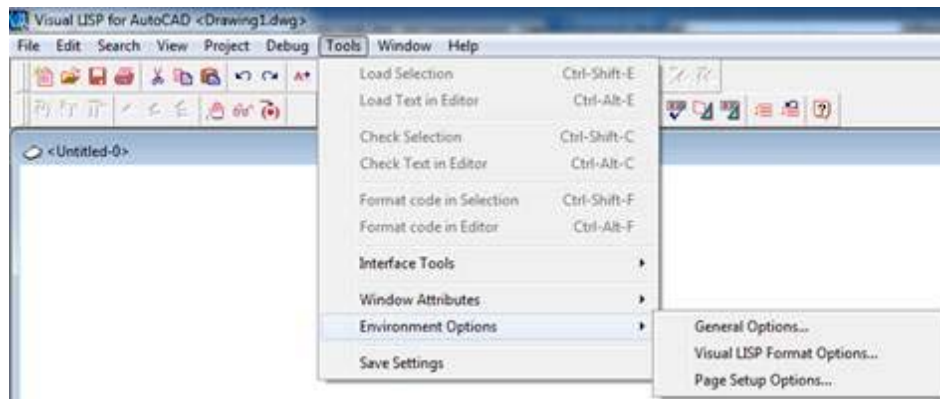 Visual LISP for AutoCAD <Drawing1.dwg>
File Edit Search View Project Debug Tools Window Help
Load Selection Ctrl-Shift-E
Load Text in Editor Ctrl-Alt-E
<Untitled-0>
Check Selection Ctrl-Shift-C
Check Text in Editor Ctrl-Alt-C
Format code in Selection Ctrl-Shift-F
Format code in Editor Ctrl-Alt-F
Interface Tools
Window Attributes
Environment Options
Save Settings
General Options...
Visual LISP Format Options...
Page Setup Options...